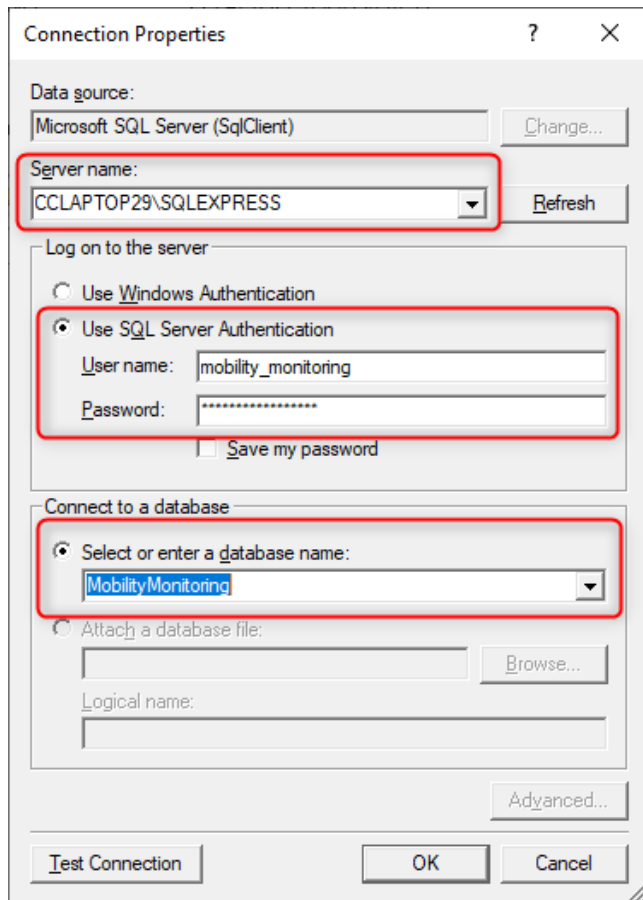 Connection Properties ? ×
Data source:
Microsoft SQL Server (SqlClient) Change...
Server name:
CCLAPTOP29\SQLEXPRESS Refresh
Log on to the server
Use Windows Authentication
Use SQL Server Authentication
User name: mobility_monitoring
Password: *****************
Save my password
Connect to a database
Select or enter a database name:
MobilityMonitoring
Attach a database file:
Browse...
Logical name:
Advanced...
Test Connection OK Cancel